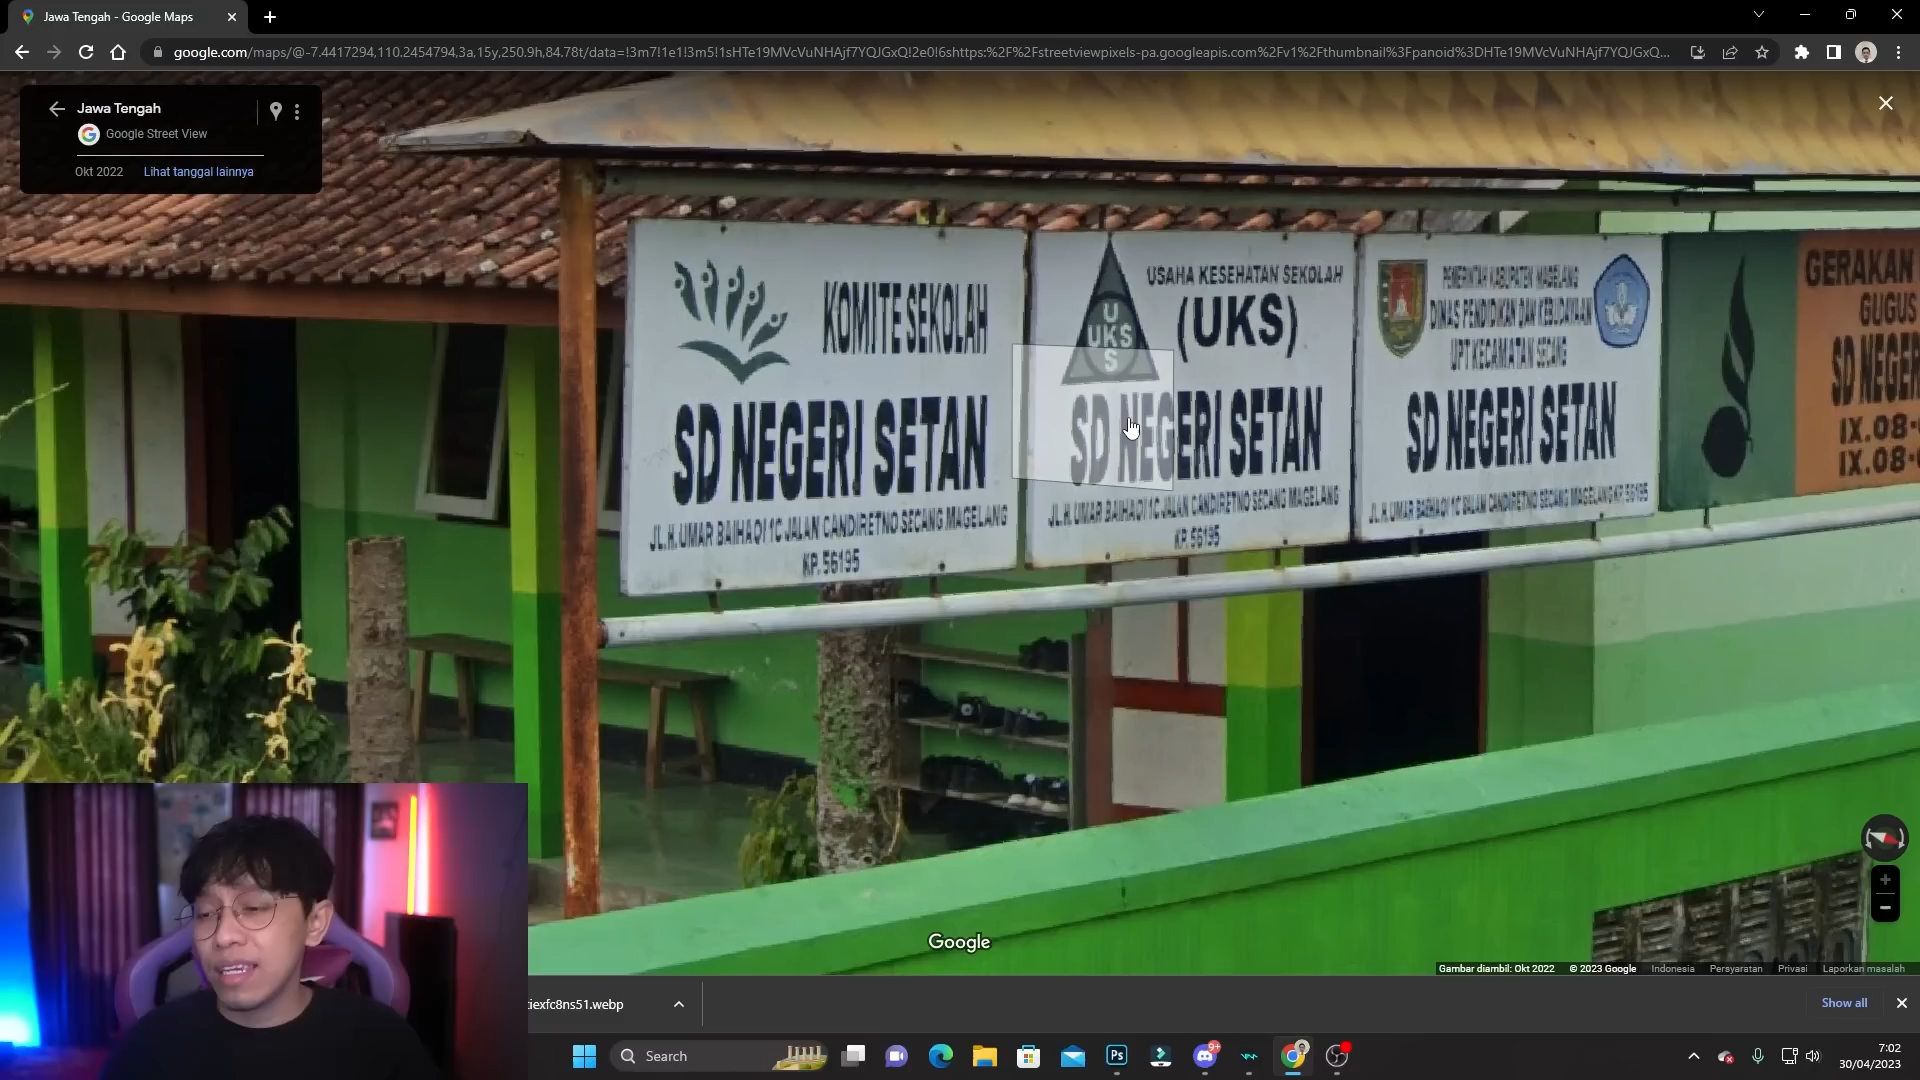 Jawa Tengah - Google Maps
google.com/maps/@-7.4417294,110.2454794,3a,15y,250.9h,84.78t/data=!3m7!1e1!3m5!1sHTe19MVcVuNHAjf7YQJGxQ!2e0!6shttps:%2F%2Fstreetviewpixels-pa.googleapis.com%2Fv1%2Fthumbnail%3Fpanoid%3DHTe19MVcVuNHAjf7YQJGxQ...
Jawa Tengah
Google Street View
Okt 2022 Lihat tanggal lainnya
KOMITE SEKOLAH
SD NEGERI SETAN
JL.H.UMAR BAIHAQI 1C JALAN CANDIRETNO SECANG MAGELANG
KP. 56195
USAHA KESEHATAN SEKOLAH
(UKS)
U
UKS
S
SD NEGERI SETAN
JL.H.UMAR BAIHAQI 1C JALAN CANDIRETNO SECANG MAGELANG
KP. 56195
PEMERINTAH KABUPATEN MAGELANG
DINAS PENDIDIKAN DAN KEBUDAYAAN
UPT KECAMATAN SECANG
SD NEGERI SETAN
JL.H.UMAR BAIHAQI 1C JALAN CANDIRETNO SECANG MAGELANG KP 56195
GERAKAN
GUGUS
SD NEGER
IX.08-
IX.08-
Google
Gambar diambil: Okt 2022 © 2023 Google Indonesia Persyaratan Privasi Laporkan masalah
iexfc8ns51.webp
Show all
Search
Ps
9+
7:02
30/04/2023